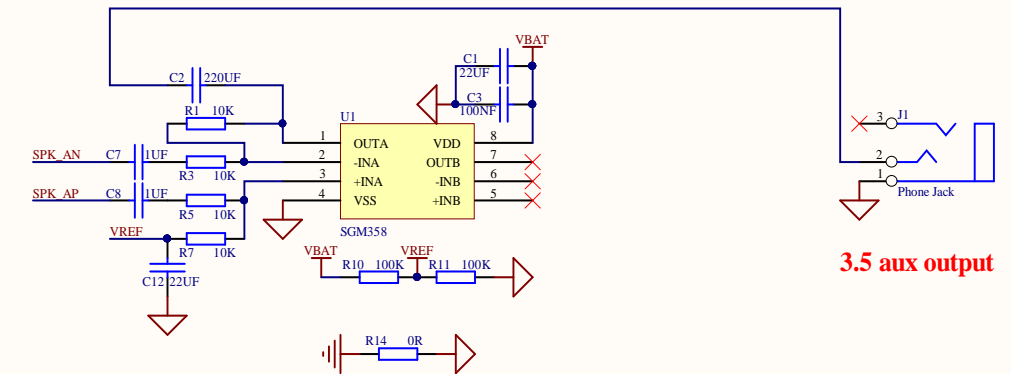 VBAT
C2 220UF
C1
22UF
C3
100NF
R1 10K
U1
J1
3
1 OUTA VDD 8
SPK_AN C7 1UF
2 -INA OUTB 7
2
R3 10K
3 +INA -INB 6
1
SPK_AP C8 1UF
4 VSS +INB 5
Phone Jack
R5 10K
VREF
SGM358
R7 10K
VBAT VREF
3.5 aux output
R10 100K R11 100K
C12 22UF
R14 0R